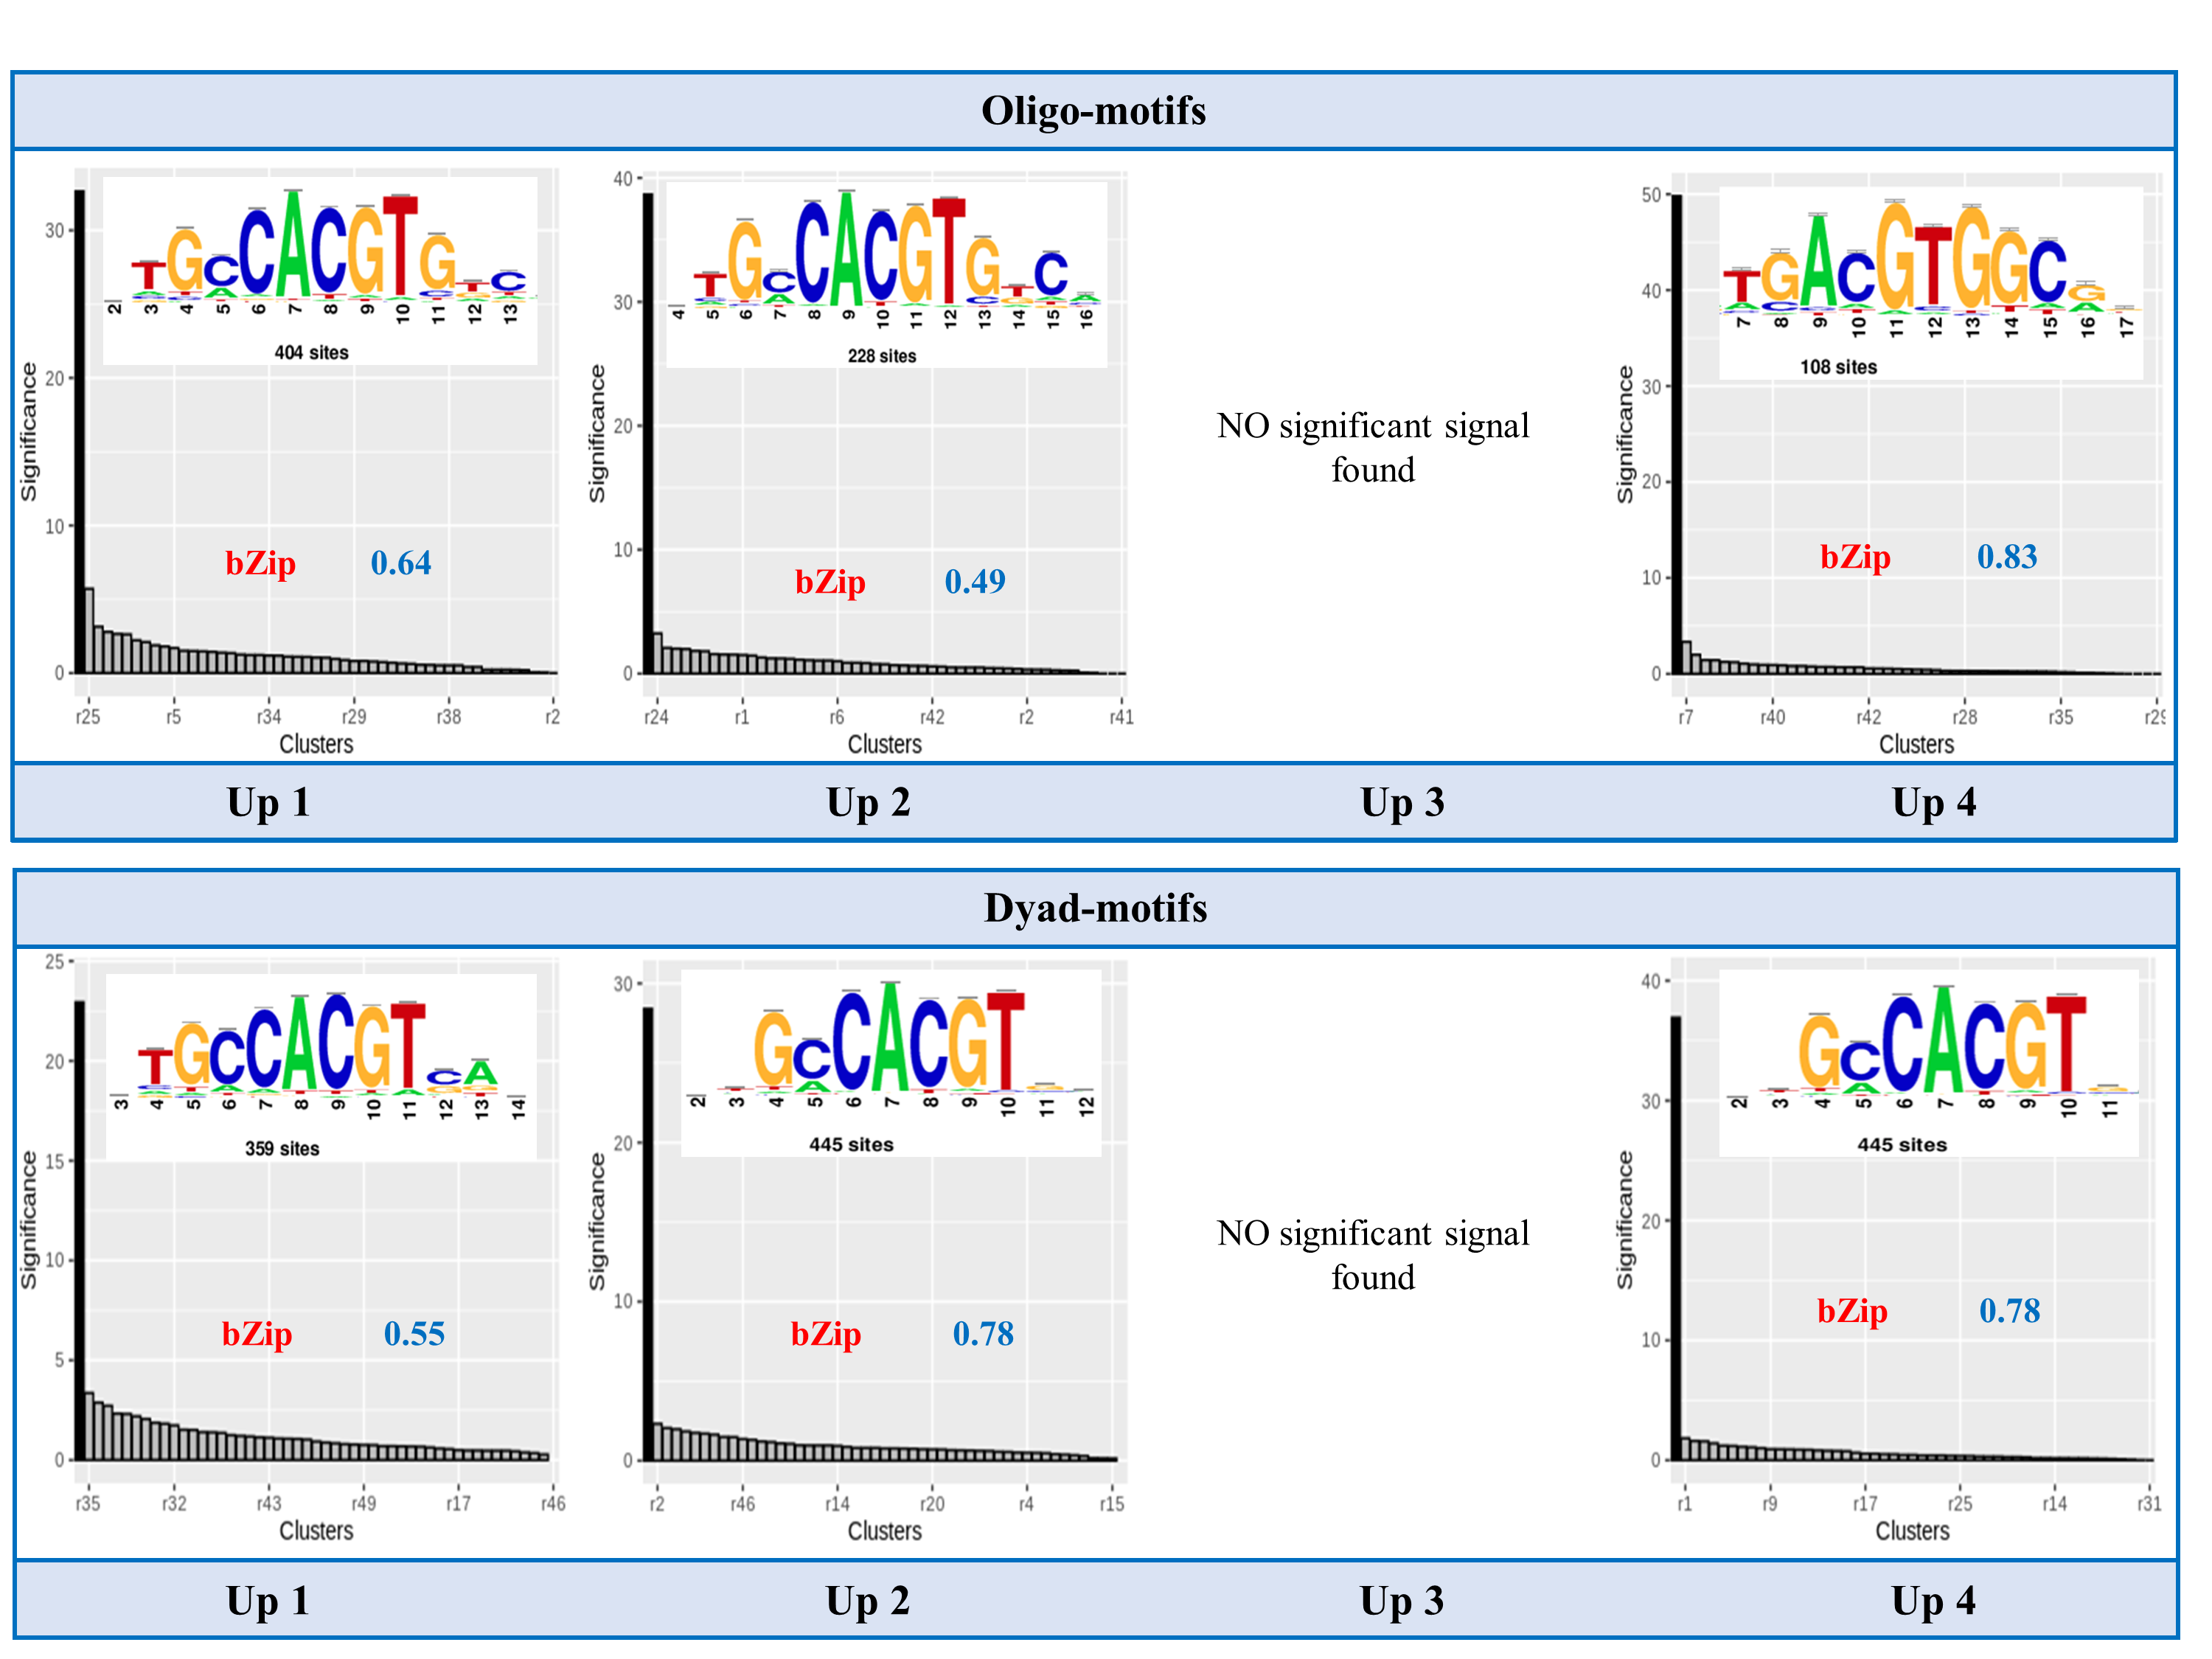 Oligo-motifs
Significance
30
20
10
0
TGCCACGTGTC
2 3 4 5 6 7 8 9 10 11 12 13
404 sites
bZip 0.64
r25 r5 r34 r29 r38 r2
Clusters
Significance
40
30
20
10
0
TGCCACGTGTCA
4 5 6 7 8 9 10 11 12 13 14 15 16
228 sites
bZip 0.49
r24 r1 r6 r42 r2 r41
Clusters
NO significant signal
found
Significance
50
40
30
20
10
0
TGACGTGGCG
7 8 9 10 11 12 13 14 15 16 17
108 sites
bZip 0.83
r7 r40 r42 r28 r35 r29
Clusters
Up 1 Up 2 Up 3 Up 4
Dyad-motifs
Significance
25
20
15
10
5
0
TGCCACGTCA
3 4 5 6 7 8 9 10 11 12 13 14
359 sites
bZip 0.55
r35 r32 r43 r49 r17 r46
Clusters
Significance
30
20
10
0
GCCACGT
2 3 4 5 6 7 8 9 10 11 12
445 sites
bZip 0.78
r2 r46 r14 r20 r4 r15
Clusters
NO significant signal
found
Significance
40
30
20
10
0
GCCACGT
2 3 4 5 6 7 8 9 10 11
445 sites
bZip 0.78
r1 r9 r17 r25 r14 r31
Clusters
Up 1 Up 2 Up 3 Up 4